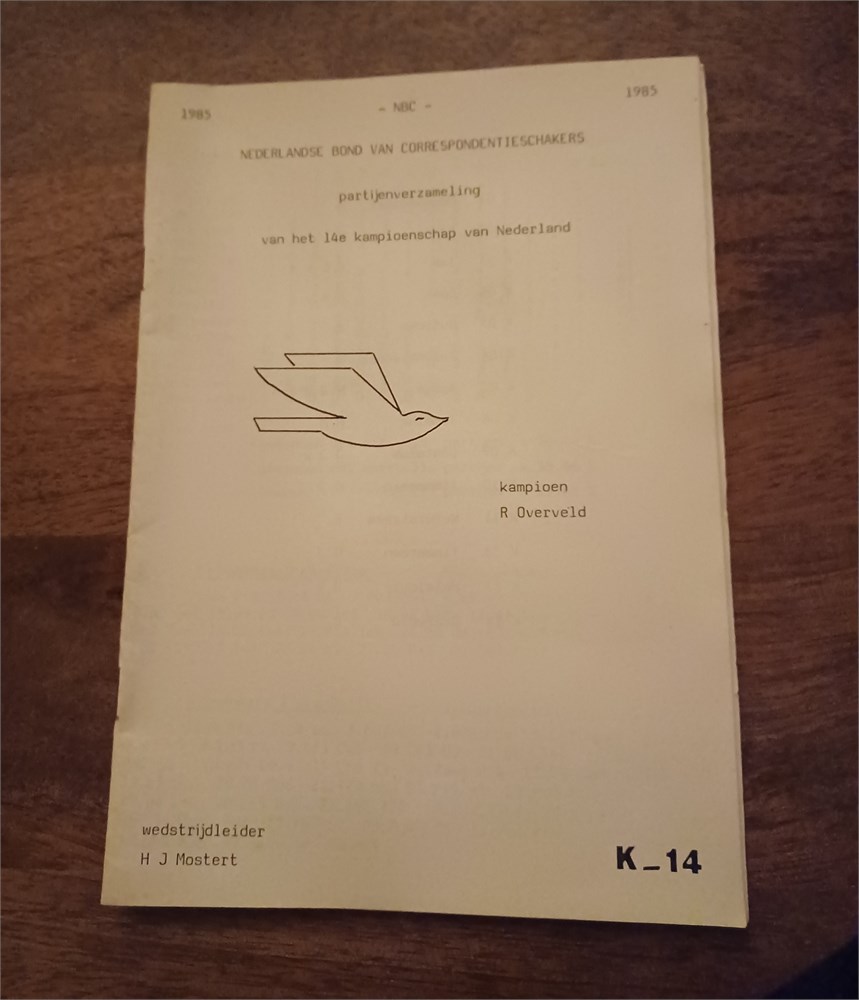 1985 - NBC - 1985
NEDERLANDSE BOND VAN CORRESPONDENTIESCHAKERS
partijenverzameling
van het 14e kampioenschap van Nederland
kampioen
R Overveld
wedstrijdleider
H J Mostert
K_14